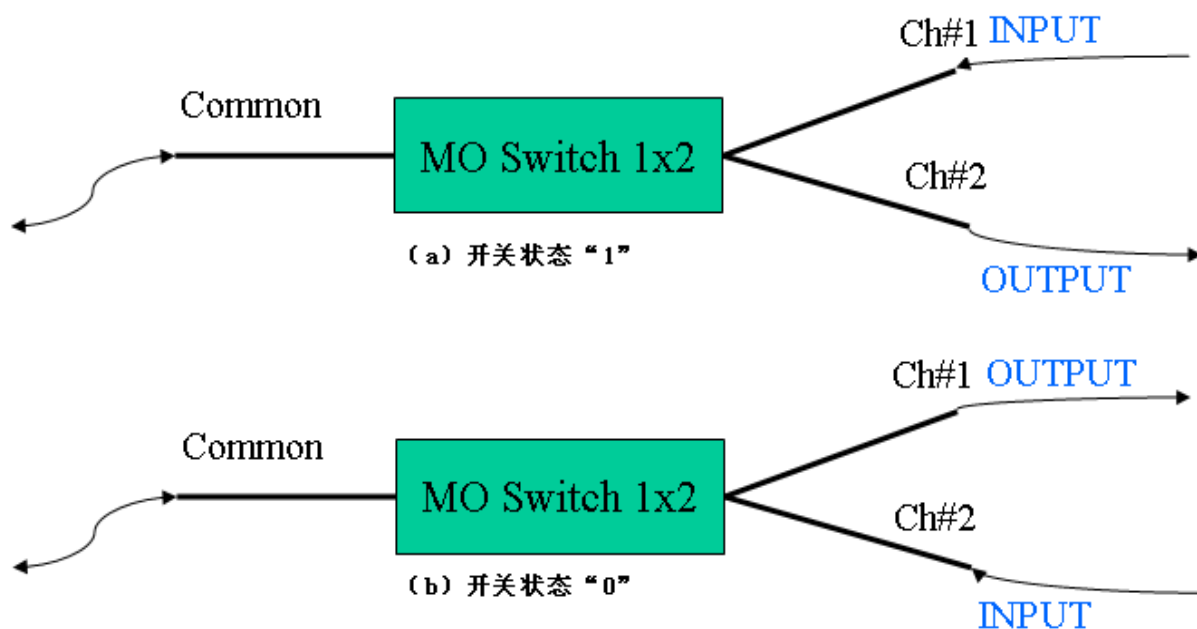 Ch#1 INPUT
Common
MO Switch 1x2
Ch#2
(a) 开关状态“1”
OUTPUT
Ch#1 OUTPUT
Common
MO Switch 1x2
Ch#2
(b) 开关状态“0”
INPUT